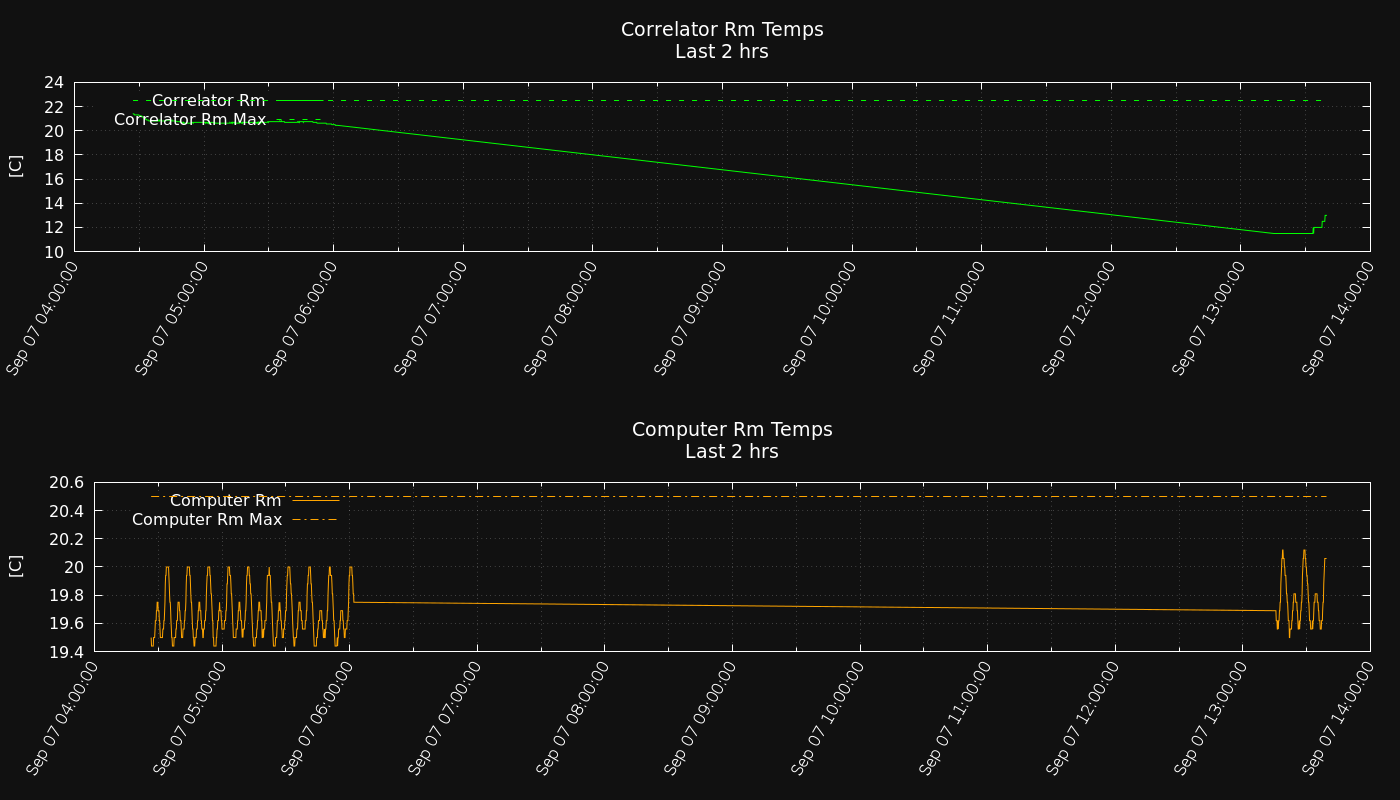 Correlator Rm Temps
Last 2 hrs
24
22
20
18
16
14
12
10
[C]
Correlator Rm
Correlator Rm Max
Sep 07 04:00:00
Sep 07 05:00:00
Sep 07 06:00:00
Sep 07 07:00:00
Sep 07 08:00:00
Sep 07 09:00:00
Sep 07 10:00:00
Sep 07 11:00:00
Sep 07 12:00:00
Sep 07 13:00:00
Sep 07 14:00:00
Computer Rm Temps
Last 2 hrs
20.6
20.4
20.2
20
19.8
19.6
19.4
[C]
Computer Rm
Computer Rm Max
Sep 07 04:00:00
Sep 07 05:00:00
Sep 07 06:00:00
Sep 07 07:00:00
Sep 07 08:00:00
Sep 07 09:00:00
Sep 07 10:00:00
Sep 07 11:00:00
Sep 07 12:00:00
Sep 07 13:00:00
Sep 07 14:00:00